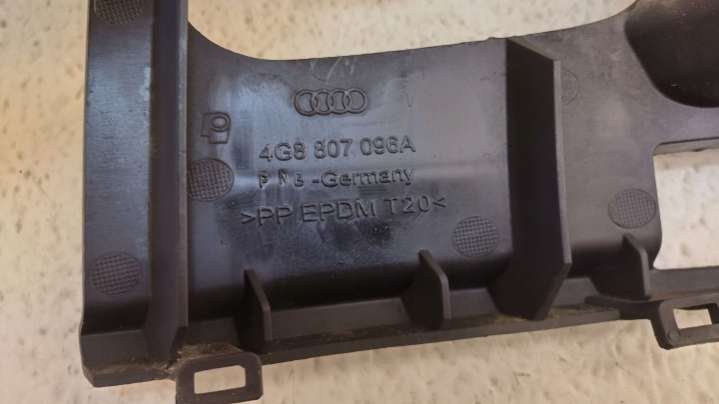 4G8 807 096A
-Germany
>PP EPDM T20<